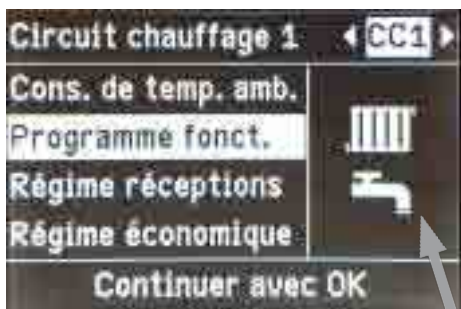 Circuit chauffage 1 CC1
Cons. de temp. amb.
Programme fonct.
Régime réceptions
Régime économique
Continuer avec OK